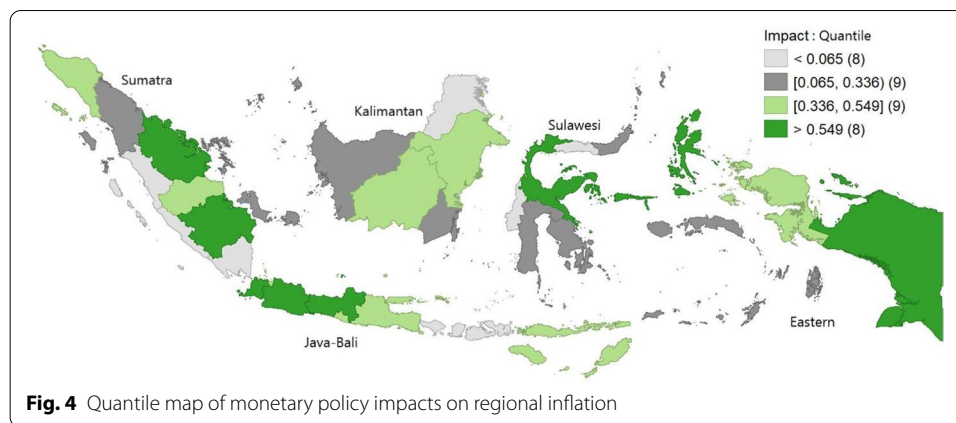 Impact : Quantile
< 0.065 (8)
[0.065, 0.336) (9)
[0.336, 0.549] (9)
> 0.549 (8)
Sumatra
Kalimantan
Sulawesi
Java-Bali
Eastern
Fig. 4 Quantile map of monetary policy impacts on regional inflation